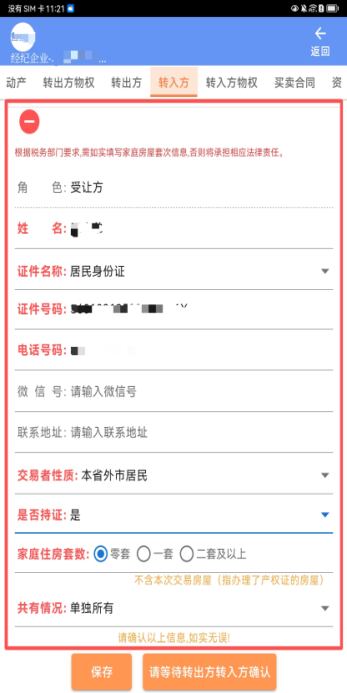 没有 SIM 卡 11:21
经纪企业-
返回
动产 转出方物权 转出方 转入方 转入方物权 买卖合同 资
根据税务部门要求,需如实填写家庭房屋套次信息,否则将承担相应法律责任。
角 色: 受让方
姓 名:
证件名称: 居民身份证
证件号码:
电话号码:
微 信 号: 请输入微信号
联系地址: 请输入联系地址
交易者性质: 本省外市居民
是否持证: 是
家庭住房套数: 零套 一套 二套及以上
不含本次交易房屋（指办理了产权证的房屋）
共有情况: 单独所有
请确认以上信息,如实无误!
保存 请等待转出方转入方确认